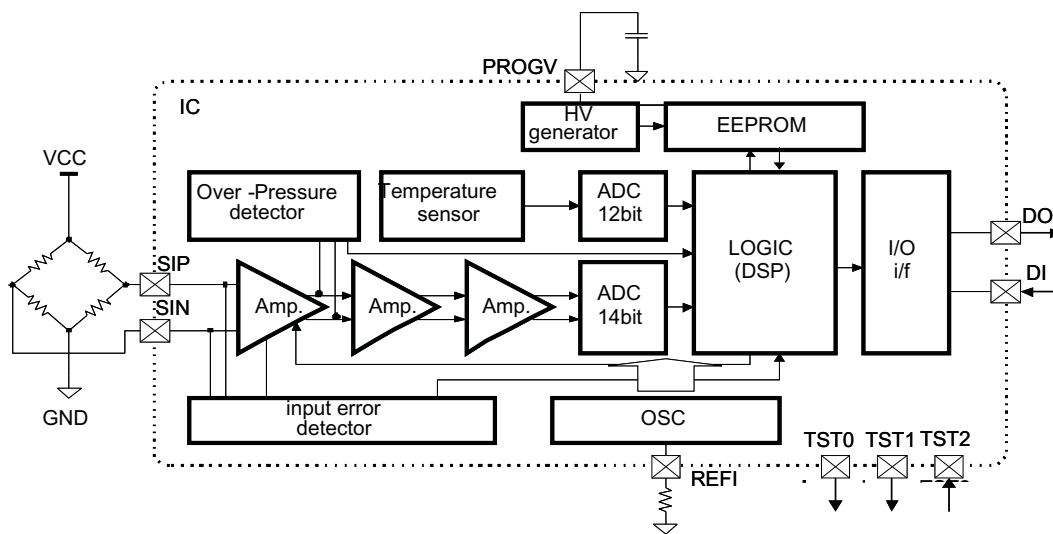 PROGV
IC
HV
generator
EEPROM
VCC
Over -Pressure
detector
Temperature
sensor
ADC
12bit
LOGIC
(DSP)
I/O
i/f
DO
DI
SIP
SIN
Amp.
Amp.
Amp.
ADC
14bit
GND
input error
detector
OSC
REFI
TST0
TST1
TST2